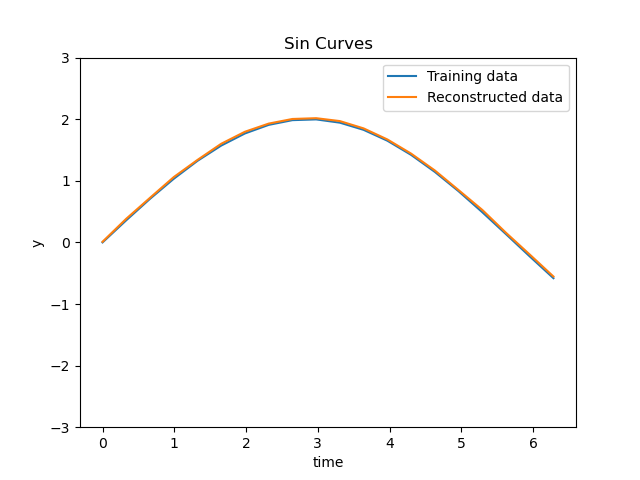 Sin Curves
Training data
Reconstructed data
y
3
2
1
0
−1
−2
−3
0 1 2 3 4 5 6
time